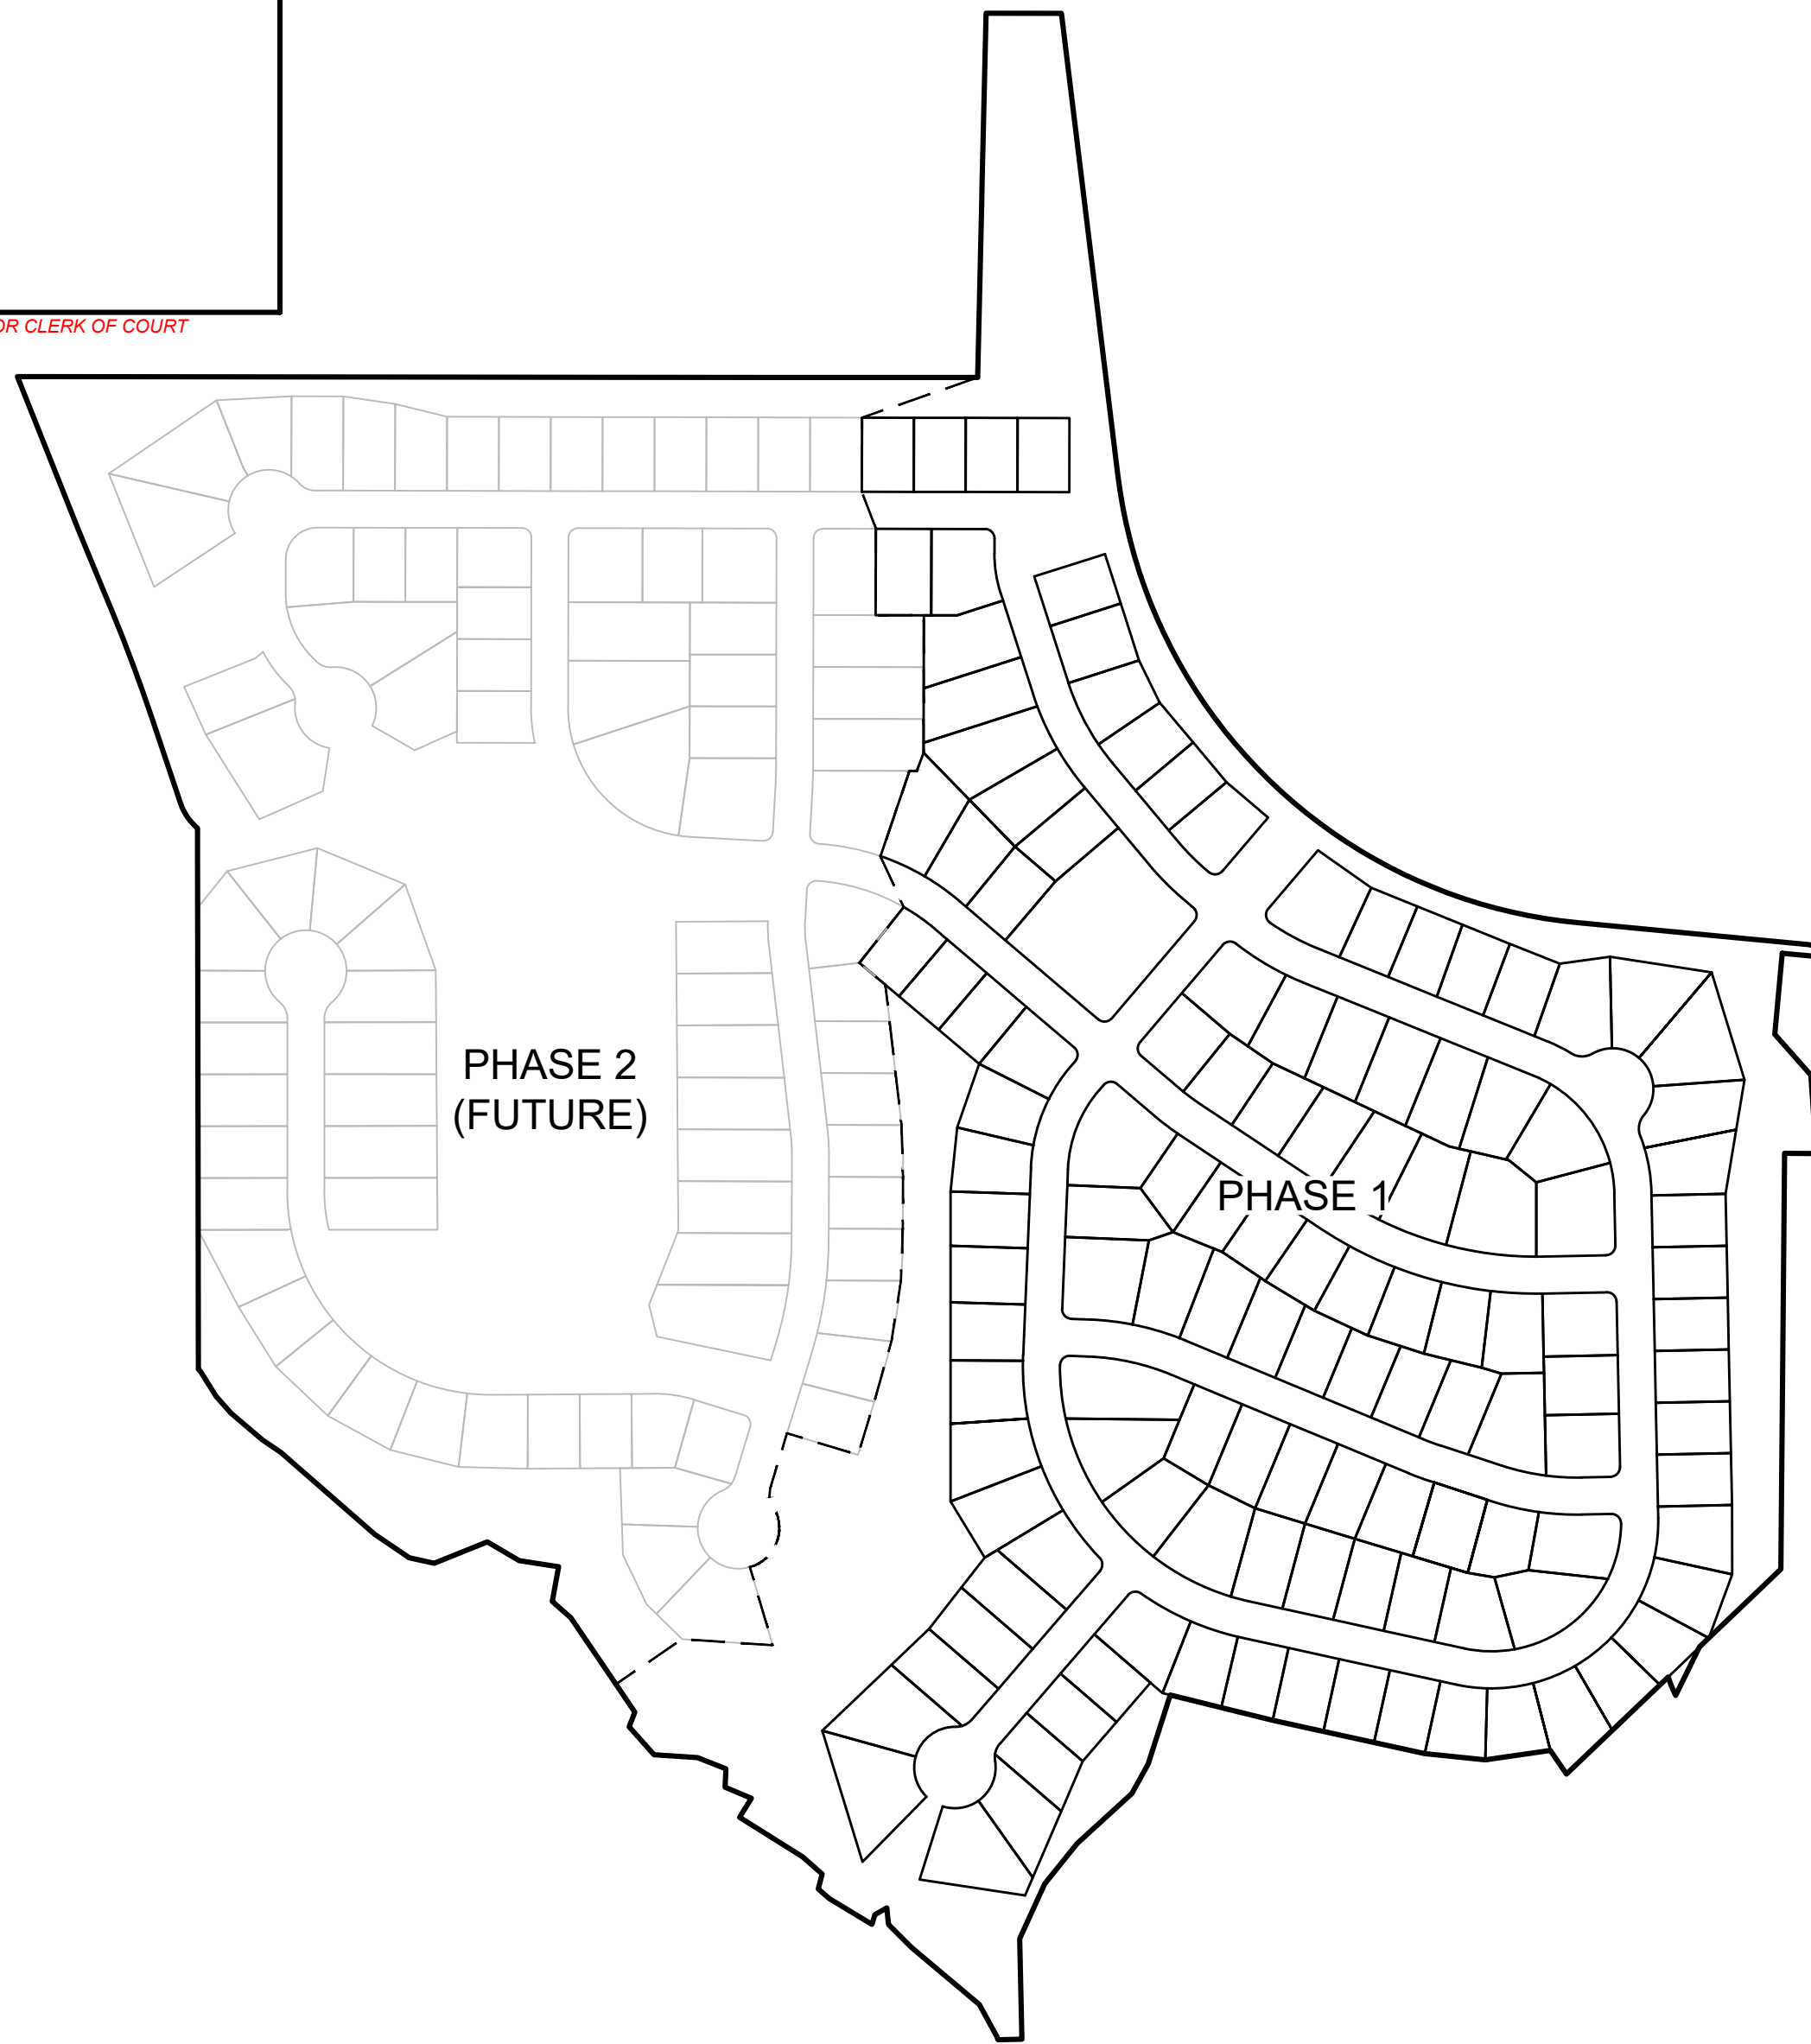 OR CLERK OF COURT
PHASE 2
(FUTURE)
PHASE 1